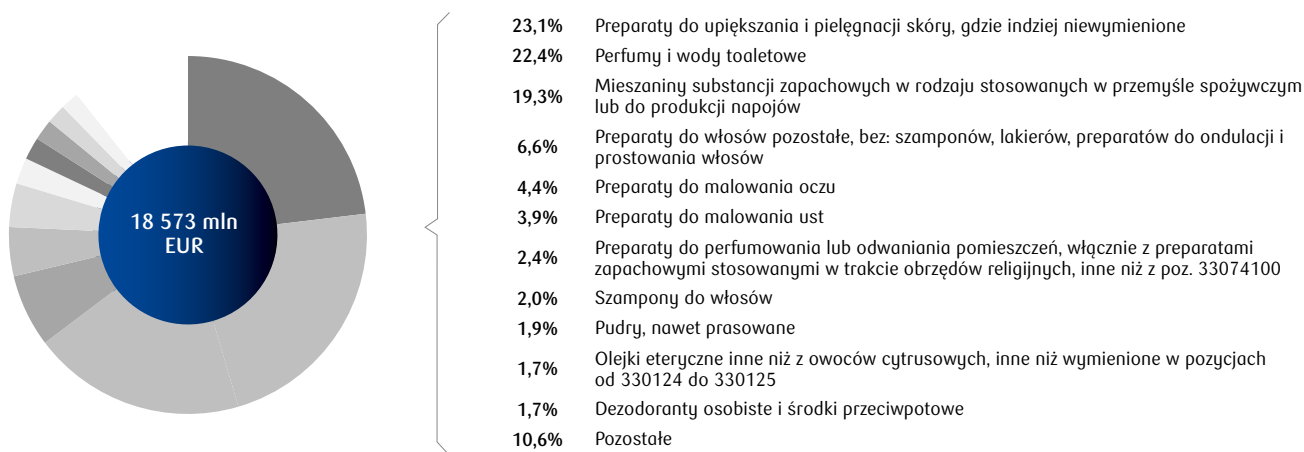 18 573 mln
EUR
23,1% Preparaty do upiększania i pielęgnacji skóry, gdzie indziej niewymienione
22,4% Perfumy i wody toaletowe
19,3% Mieszaniny substancji zapachowych w rodzaju stosowanych w przemyśle spożywczym
lub do produkcji napojów
6,6% Preparaty do włosów pozostałe, bez: szamponów, lakierów, preparatów do ondulacji i
prostowania włosów
4,4% Preparaty do malowania oczu
3,9% Preparaty do malowania ust
2,4% Preparaty do perfumowania lub odwaniania pomieszczeń, włącznie z preparatami
zapachowymi stosowanymi w trakcie obrzędów religijnych, inne niż z poz. 33074100
2,0% Szampony do włosów
1,9% Pudry, nawet prasowane
1,7% Olejki eteryczne inne niż z owoców cytrusowych, inne niż wymienione w pozycjach
od 330124 do 330125
1,7% Dezodoranty osobiste i środki przeciwpotowe
10,6% Pozostałe